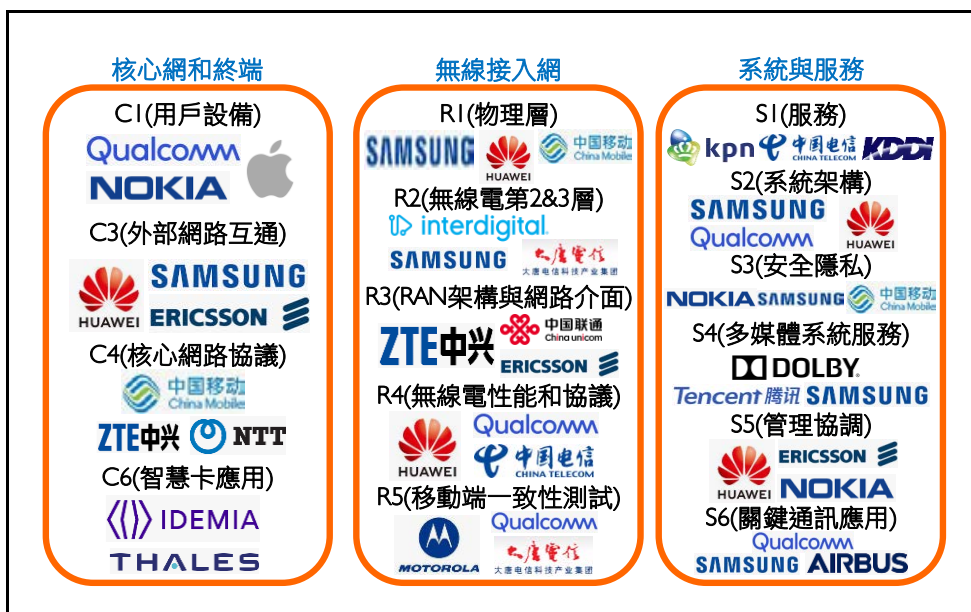 核心網和終端
C1(用戶設備)
Qualcomm
NOKIA
C3(外部網路互通)
HUAWEI
SAMSUNG
ERICSSON
C4(核心網路協議)
中国移动
China Mobile
ZTE中兴
NTT
C6(智慧卡應用)
IDEMIA
THALES
無線接入網
R1(物理層)
SAMSUNG
HUAWEI
中国移动
China Mobile
R2(無線電第2&3層)
interdigital.
SAMSUNG
大唐電信
大唐电信科技产业集团
R3(RAN架構與網路介面)
ZTE中兴
中国联通
China unicom
ERICSSON
R4(無線電性能和協議)
HUAWEI
Qualcomm
中国电信
CHINA TELECOM
R5(移動端一致性測試)
MOTOROLA
Qualcomm
大唐電信
大唐电信科技产业集团
系統與服務
S1(服務)
kpn
中国电信
CHINA TELECOM
KDDI
S2(系統架構)
SAMSUNG
Qualcomm
HUAWEI
S3(安全隱私)
NOKIA
SAMSUNG
中国移动
China Mobile
S4(多媒體系統服務)
DOLBY.
Tencent 腾讯
SAMSUNG
S5(管理協調)
HUAWEI
ERICSSON
NOKIA
S6(關鍵通訊應用)
Qualcomm
SAMSUNG
AIRBUS